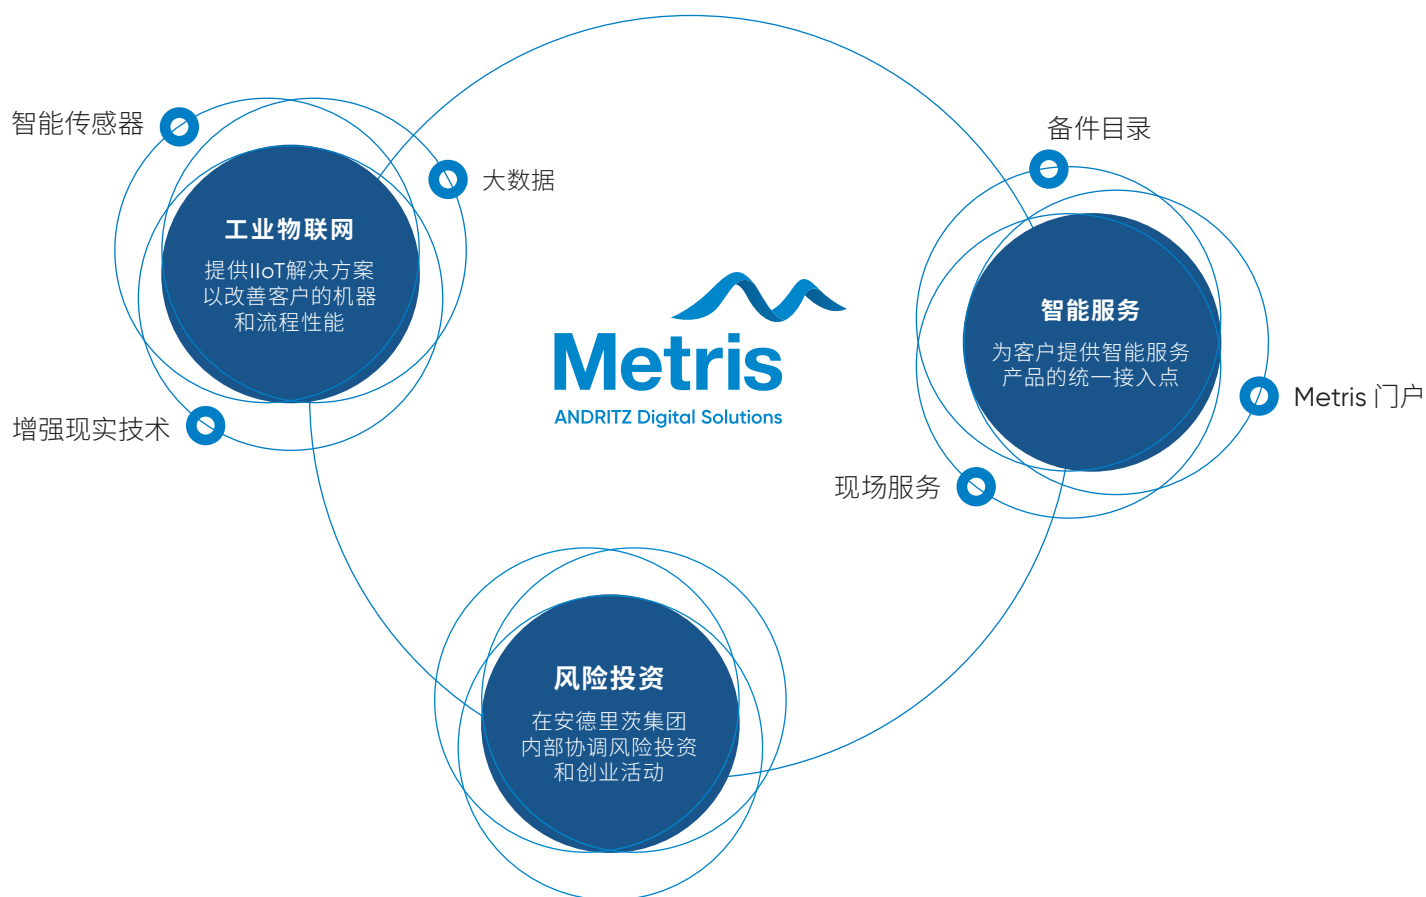 智能传感器
大数据
工业物联网
提供IIoT解决方案
以改善客户的机器
和流程性能
增强现实技术
Metris
ANDRITZ Digital Solutions
备件目录
智能服务
为客户提供智能服务
产品的统一接入点
Metris 门户
现场服务
风险投资
在安德里茨集团
内部协调风险投资
和创业活动